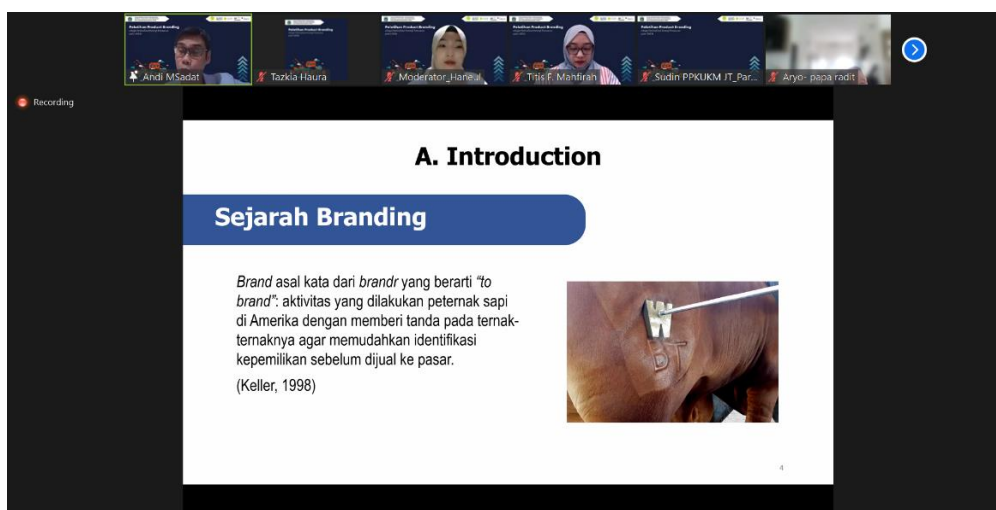 Andi MSadat
Tazkia Haura
Moderator_Hane
Titis F. Mahfirah
Sudin PPKUKM JT_Par...
Aryo- papa radit
Recording
A. Introduction
Sejarah Branding
Brand asal kata dari brandr yang berarti “to
brand”: aktivitas yang dilakukan peternak sapi
di Amerika dengan memberi tanda pada ternak-
ternaknya agar memudahkan identifikasi
kepemilikan sebelum dijual ke pasar.
(Keller, 1998)
4